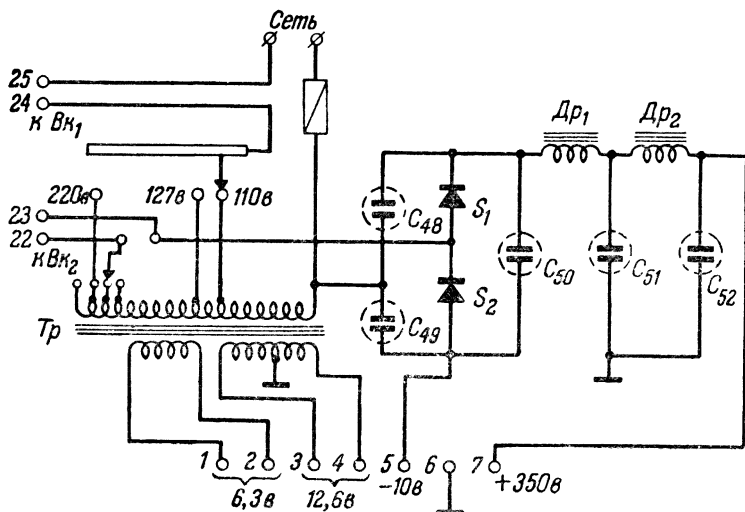 Сеть
25
24
к Вк1
Др1 Др2
220в 127в 110в
23
22
кВк2
C48 S1
C50 C51 C52
S2
C49
Тр
1 2 3 4 5 6 7
6,3в 12,6в -10в +350в